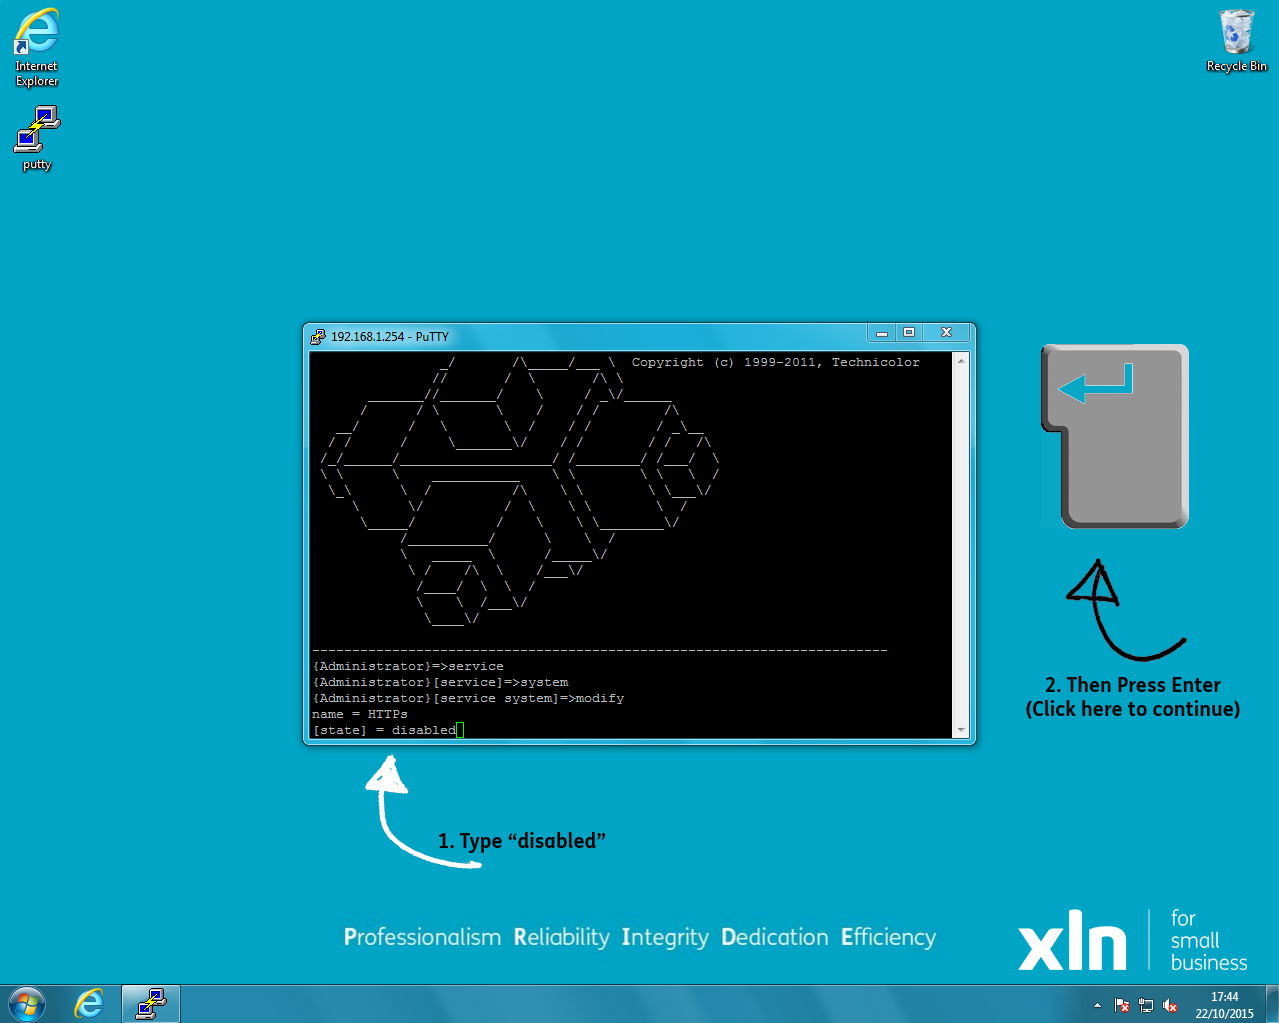 Internet
Explorer
putty
Recycle Bin
192.168.1.254 - PuTTY
Copyright (c) 1999-2011, Technicolor
{Administrator}=>service
{Administrator}[service]=>system
{Administrator}[service system]=>modify
name = HTTPs
[state] = disabled
2. Then Press Enter
(Click here to continue)
1. Type “disabled”
Professionalism Reliability Integrity Dedication Efficiency
xln
for
small
business
17:44
22/10/2015